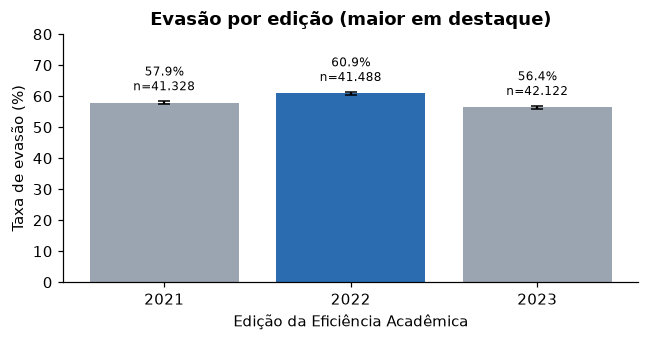 Evasão por edição (maior em destaque)
Taxa de evasão (%)
80
70
60
50
40
30
20
10
0
57.9%
n=41.328
60.9%
n=41.488
56.4%
n=42.122
2021
2022
2023
Edição da Eficiência Acadêmica